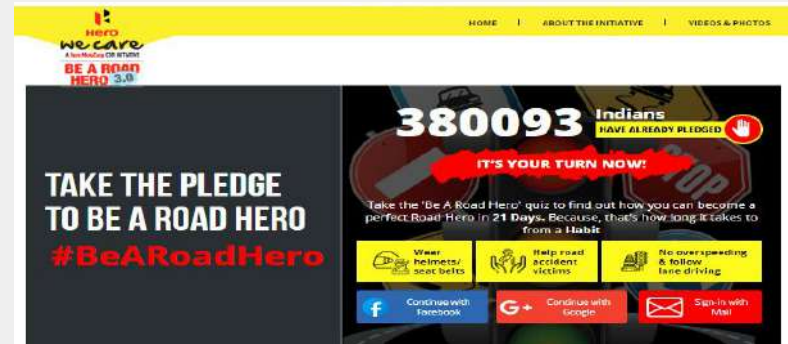 HOME | ABOUT THE INITIATIVE | VIDEOS & PHOTOS
Hero
we care
A Hero MotoCorp CSR INITIATIVE
BE A ROAD
HERO 3.0
TAKE THE PLEDGE
TO BE A ROAD HERO
#BeARoadHero
380093 Indians
HAVE ALREADY PLEDGED
IT'S YOUR TURN NOW!
Take the 'Be A Road Hero' quiz to find out how you can become a
perfect Road Hero in 21 Days. Because, that's how long it takes to
from a Habit
Wear
helmets/
seat belts
Help road
accident
victims
No overspeeding
& follow
lane driving
f Continue with
Facebook
G+ Continue with
Google
Sign-in with
Mail
STOP